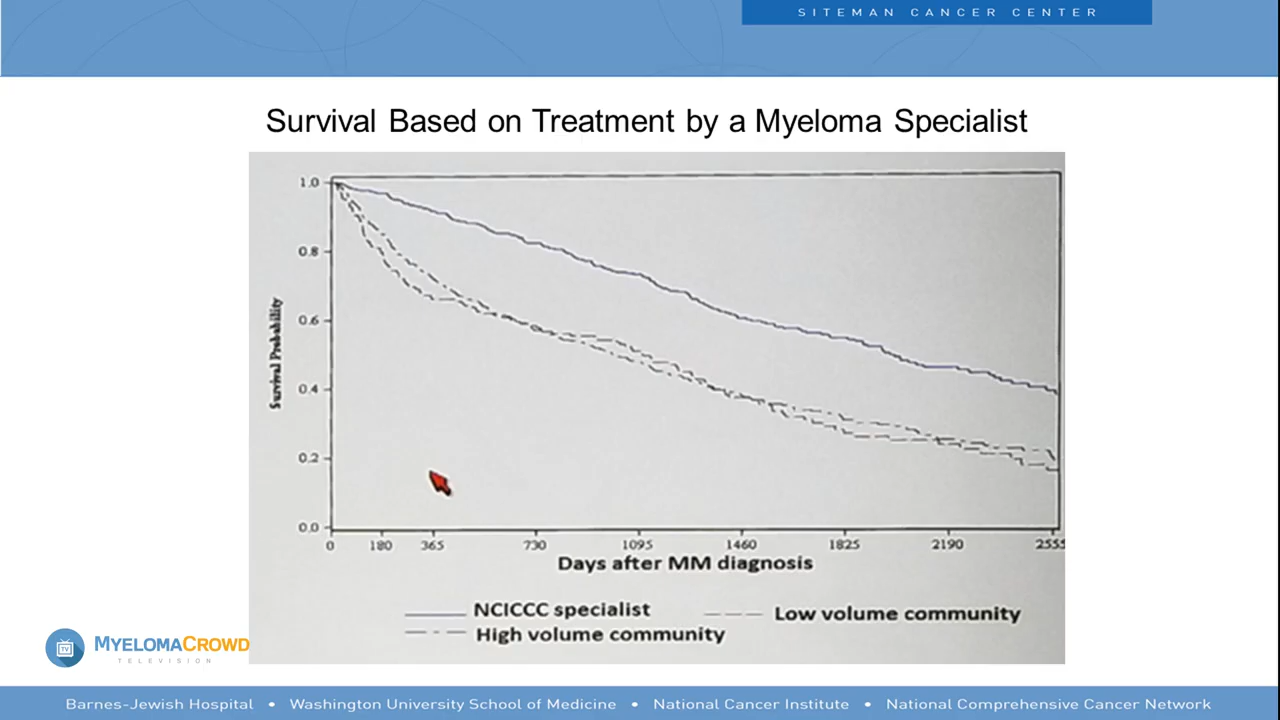 SITEMAN CANCER CENTER
Survival Based on Treatment by a Myeloma Specialist
1.0
0.8
0.6
0.4
0.2
0.0
Survival Probability
0 180 365 730 1095 1460 1825 2190 2555
Days after MM diagnosis
NCICCC specialist Low volume community
High volume community
TV
MYELOMACROWD
TELEVISION
Barnes-Jewish Hospital • Washington University School of Medicine • National Cancer Institute • National Comprehensive Cancer Network